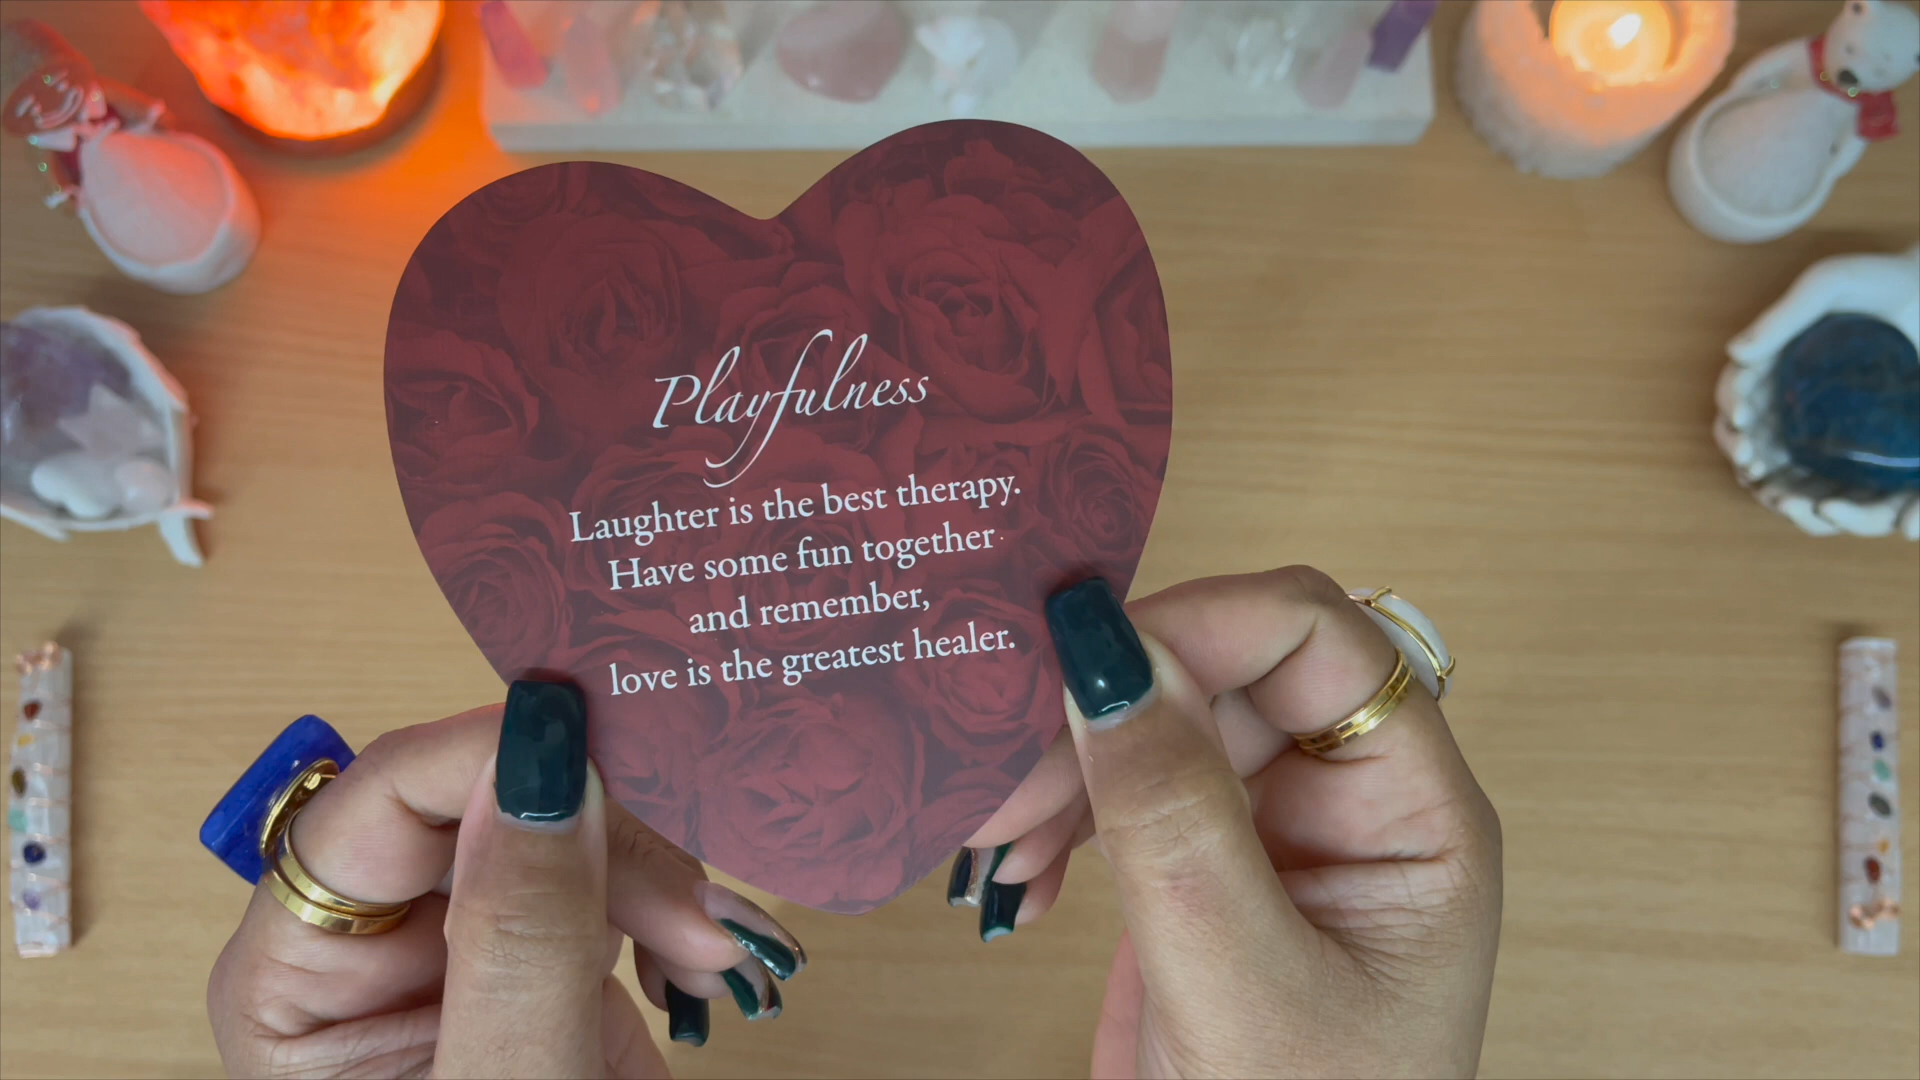 Playfulness
Laughter is the best therapy.
Have some fun together
and remember,
love is the greatest healer.